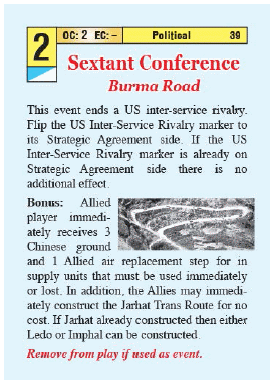 2
OC: 2 EC: –
Political
39
Sextant Conference
Burma Road
This event ends a US inter-service rivalry.
Flip the US Inter-Service Rivalry marker to
its Strategic Agreement side. If the US
Inter-Service Rivalry marker is already on
Strategic Agreement side there is no
additional effect.
Bonus: Allied
player immedi-
ately receives 3
Chinese ground
and 1 Allied air replacement step for in
supply units that must be used immediately
or lost. In addition, the Allies may immedi-
ately construct the Jarhat Trans Route for no
cost. If Jarhat already constructed then either
Ledo or Imphal can be constructed.
Remove from play if used as event.